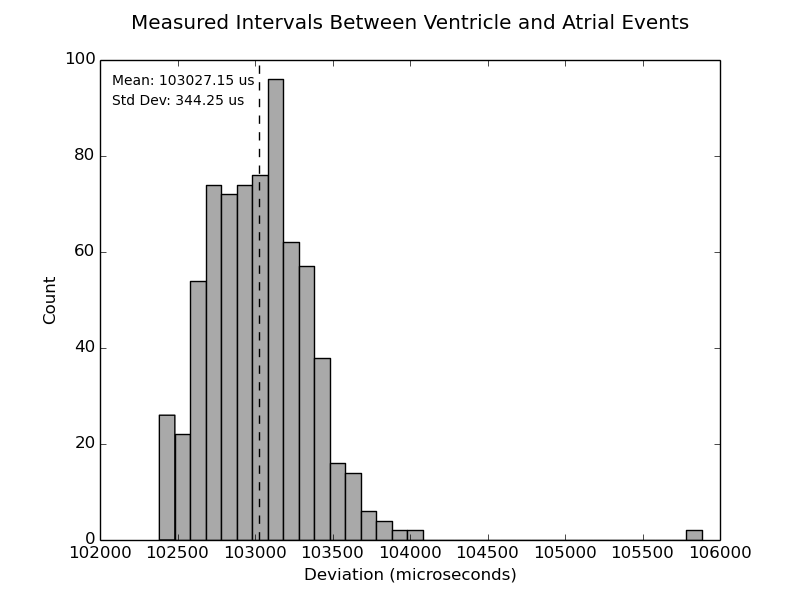 Measured Intervals Between Ventricle and Atrial Events
100
Mean: 103027.15 us
Std Dev: 344.25 us
80
60
Count
40
20
0
102000 102500 103000 103500 104000 104500 105000 105500 106000
Deviation (microseconds)